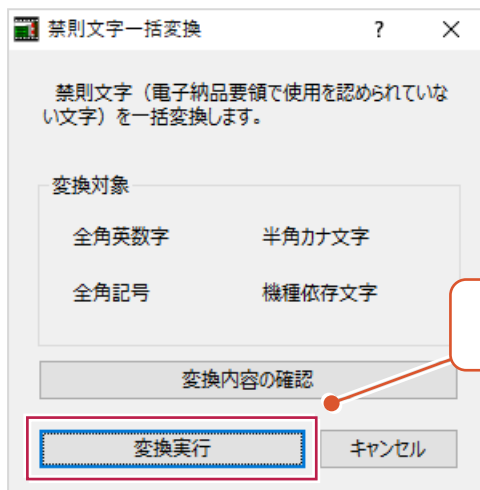 禁則文字一括変換 ?
禁則文字（電子納品要領で使用を認められていな
い文字）を一括変換します。
変換対象
全角英数字 半角カナ文字
全角記号 機種依存文字
変換内容の確認
変換実行 キャンセル